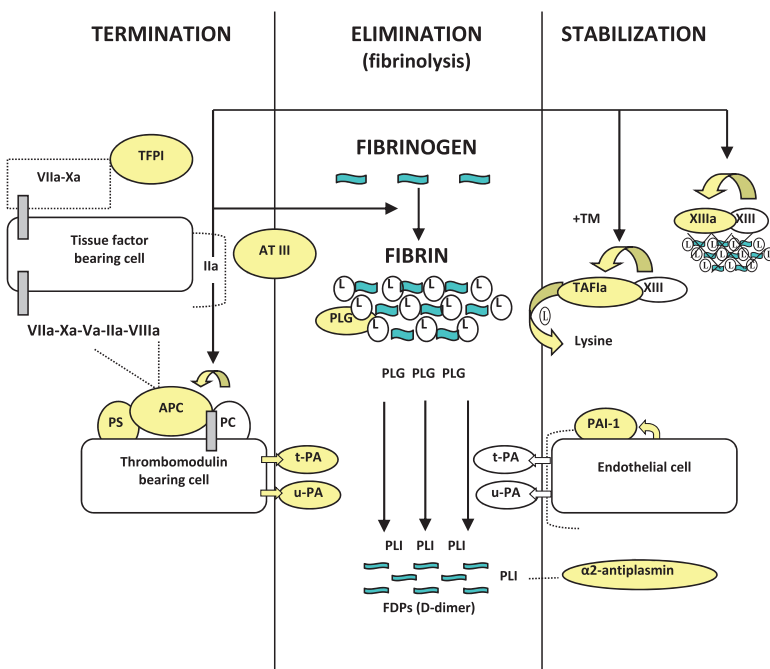 TERMINATION
ELIMINATION
(fibrinolysis)
STABILIZATION
TFPI
VIIa-Xa
Tissue factor
bearing cell
IIa
AT III
VIIa-Xa-Va-IIa-VIIIa
APC
PS
PC
Thrombomodulin
bearing cell
t-PA
u-PA
FIBRINOGEN
FIBRIN
L L L L
PLG
L L L L
L L L
PLG PLG PLG
PLI PLI PLI
FDPs (D-dimer)
PLI
α2-antiplasmin
+TM
XIIIa
XIII
L L L L
L L L
L L L
TAFIa
XIII
L
Lysine
PAI-1
t-PA
u-PA
Endothelial cell